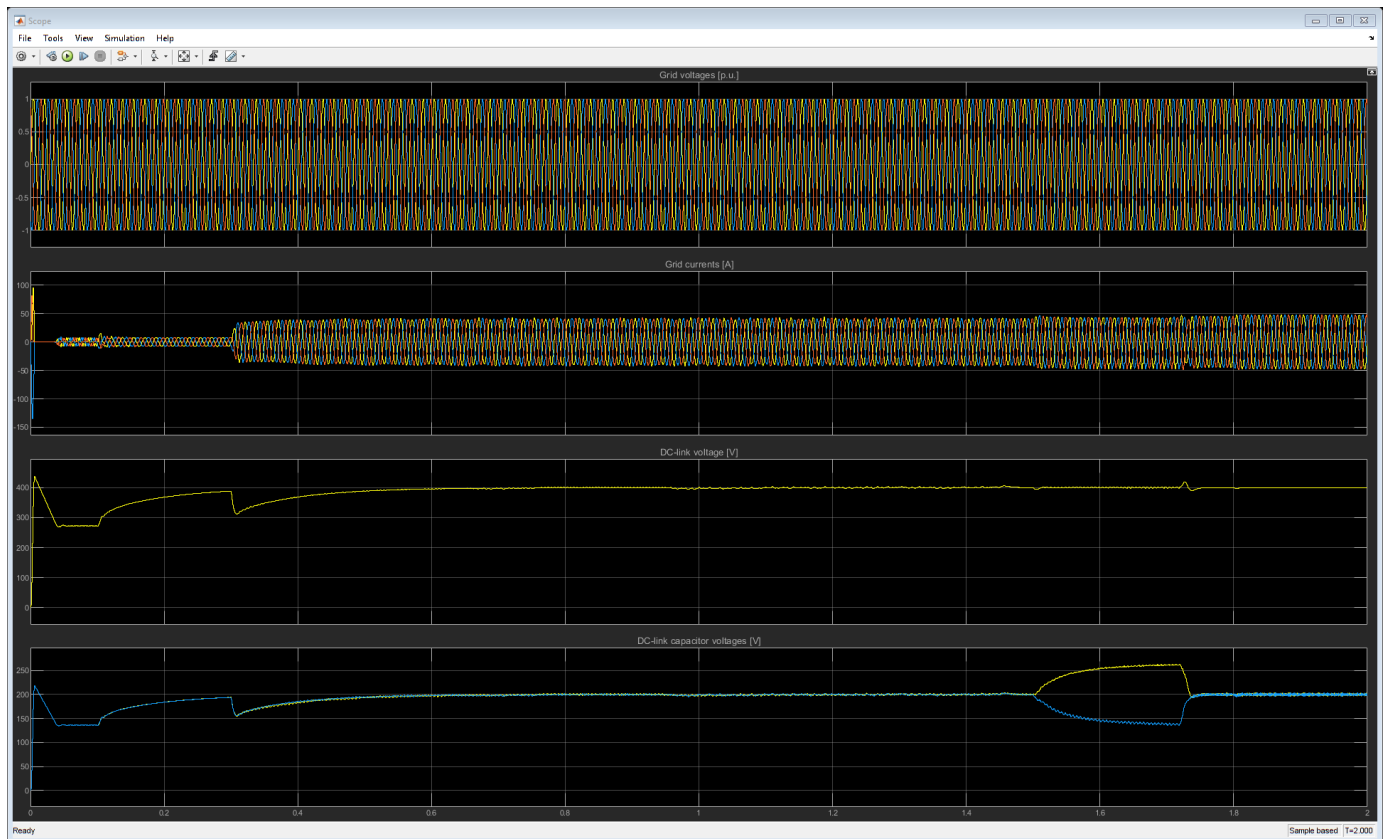 Scope
File Tools View Simulation Help
Grid voltages [p.u.]
1
0.5
0
-0.5
-1
Grid currents [A]
100
50
0
-50
-100
-150
DC-link voltage [V]
400
300
200
100
0
DC-link capacitor voltages [V]
250
200
150
100
50
0
0 0.2 0.4 0.6 0.8 1 1.2 1.4 1.6 1.8 2
Ready Sample based T=2.000